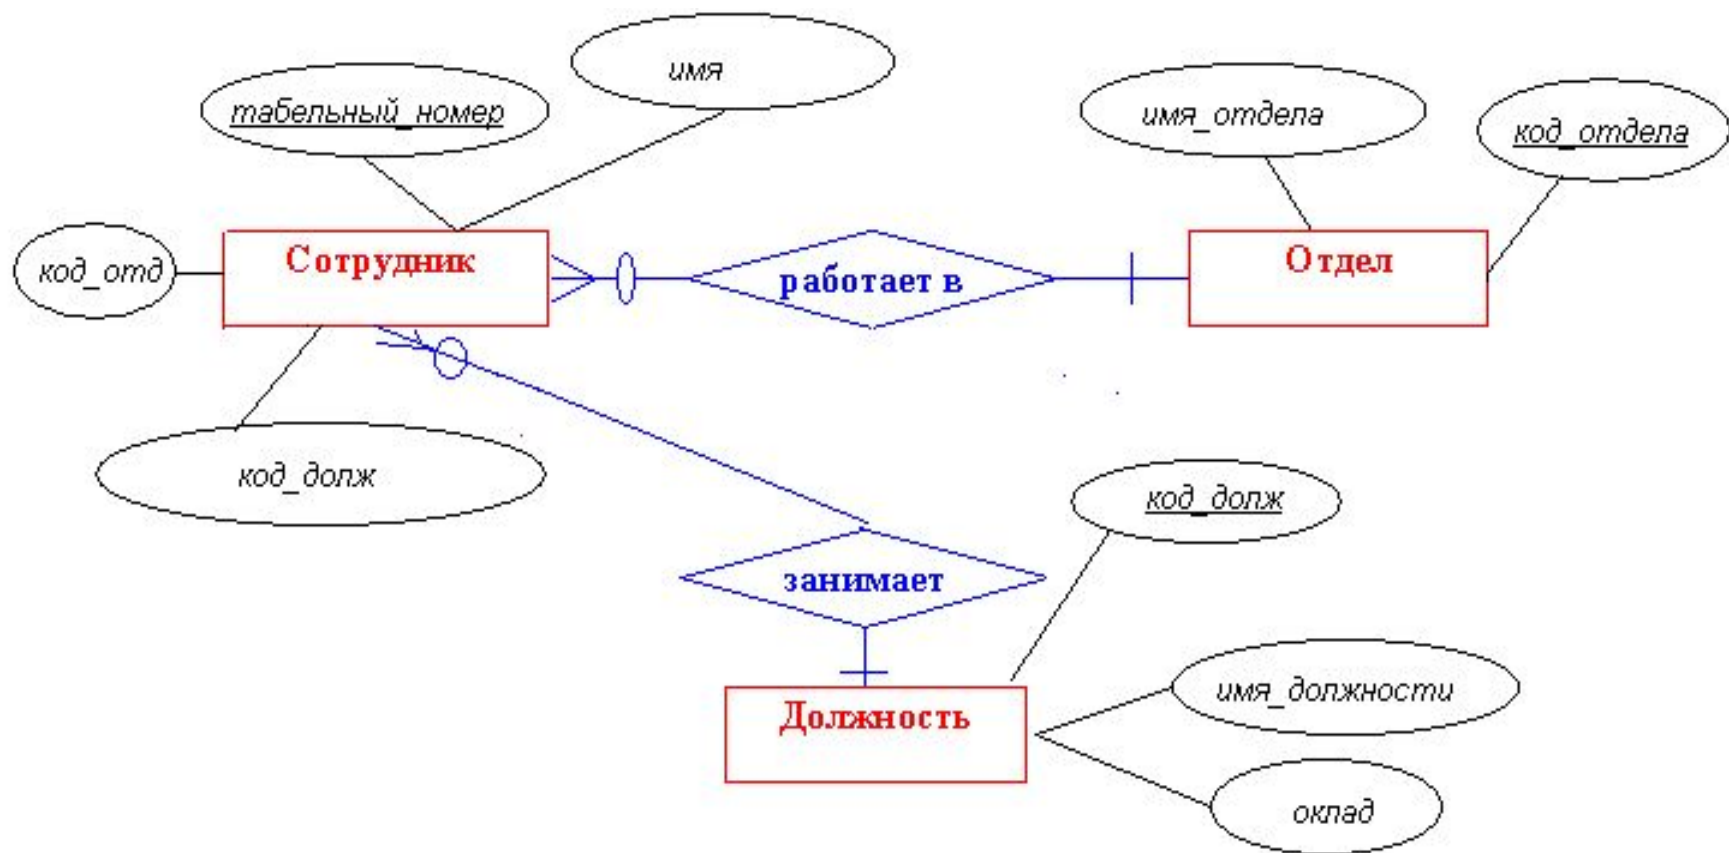 имя
табельный_номер
имя_отдела
код_отдела
код_отд
Сотрудник
работает в
Отдел
код_долж
код_долж
занимает
имя_должности
Должность
оклад